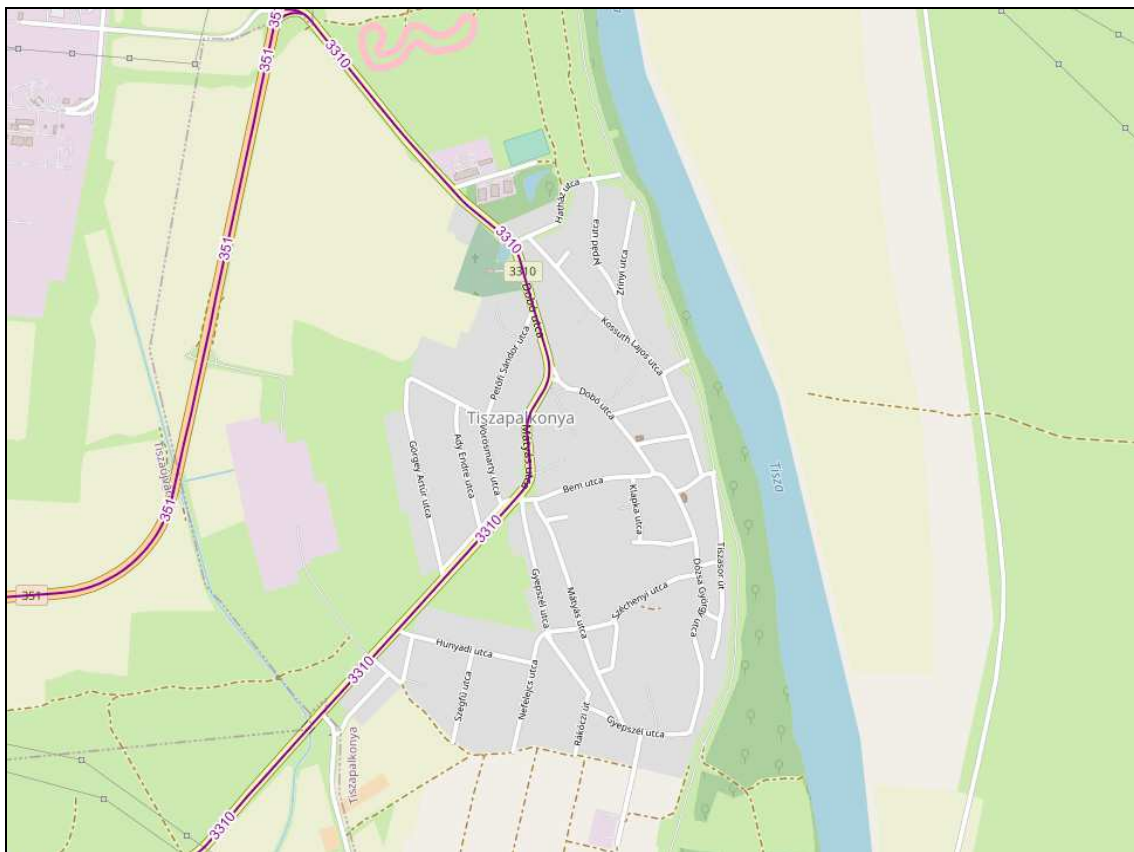 351
3310
351
Hatház utca
Árpád utca
Zrínyi utca
3310
351
3310
Dobó utca
Kossuth Lajos utca
Petőfi Sándor utca
Dobó utca
Tiszapalkonya
Mátyás utca
Vörösmarty utca
Ady Endre utca
Görgey Artúr utca
Bem utca
Klapka utca
Tisza
351
3310
Tiszasor út
Dózsa György utca
Széchenyi utca
Mátyás utca
Gyepszél utca
351
Hunyadi utca
3310
Szegfű utca
Nefelejcs utca
Rákóczi út
Gyepszél utca
Tiszapalkonya
3310